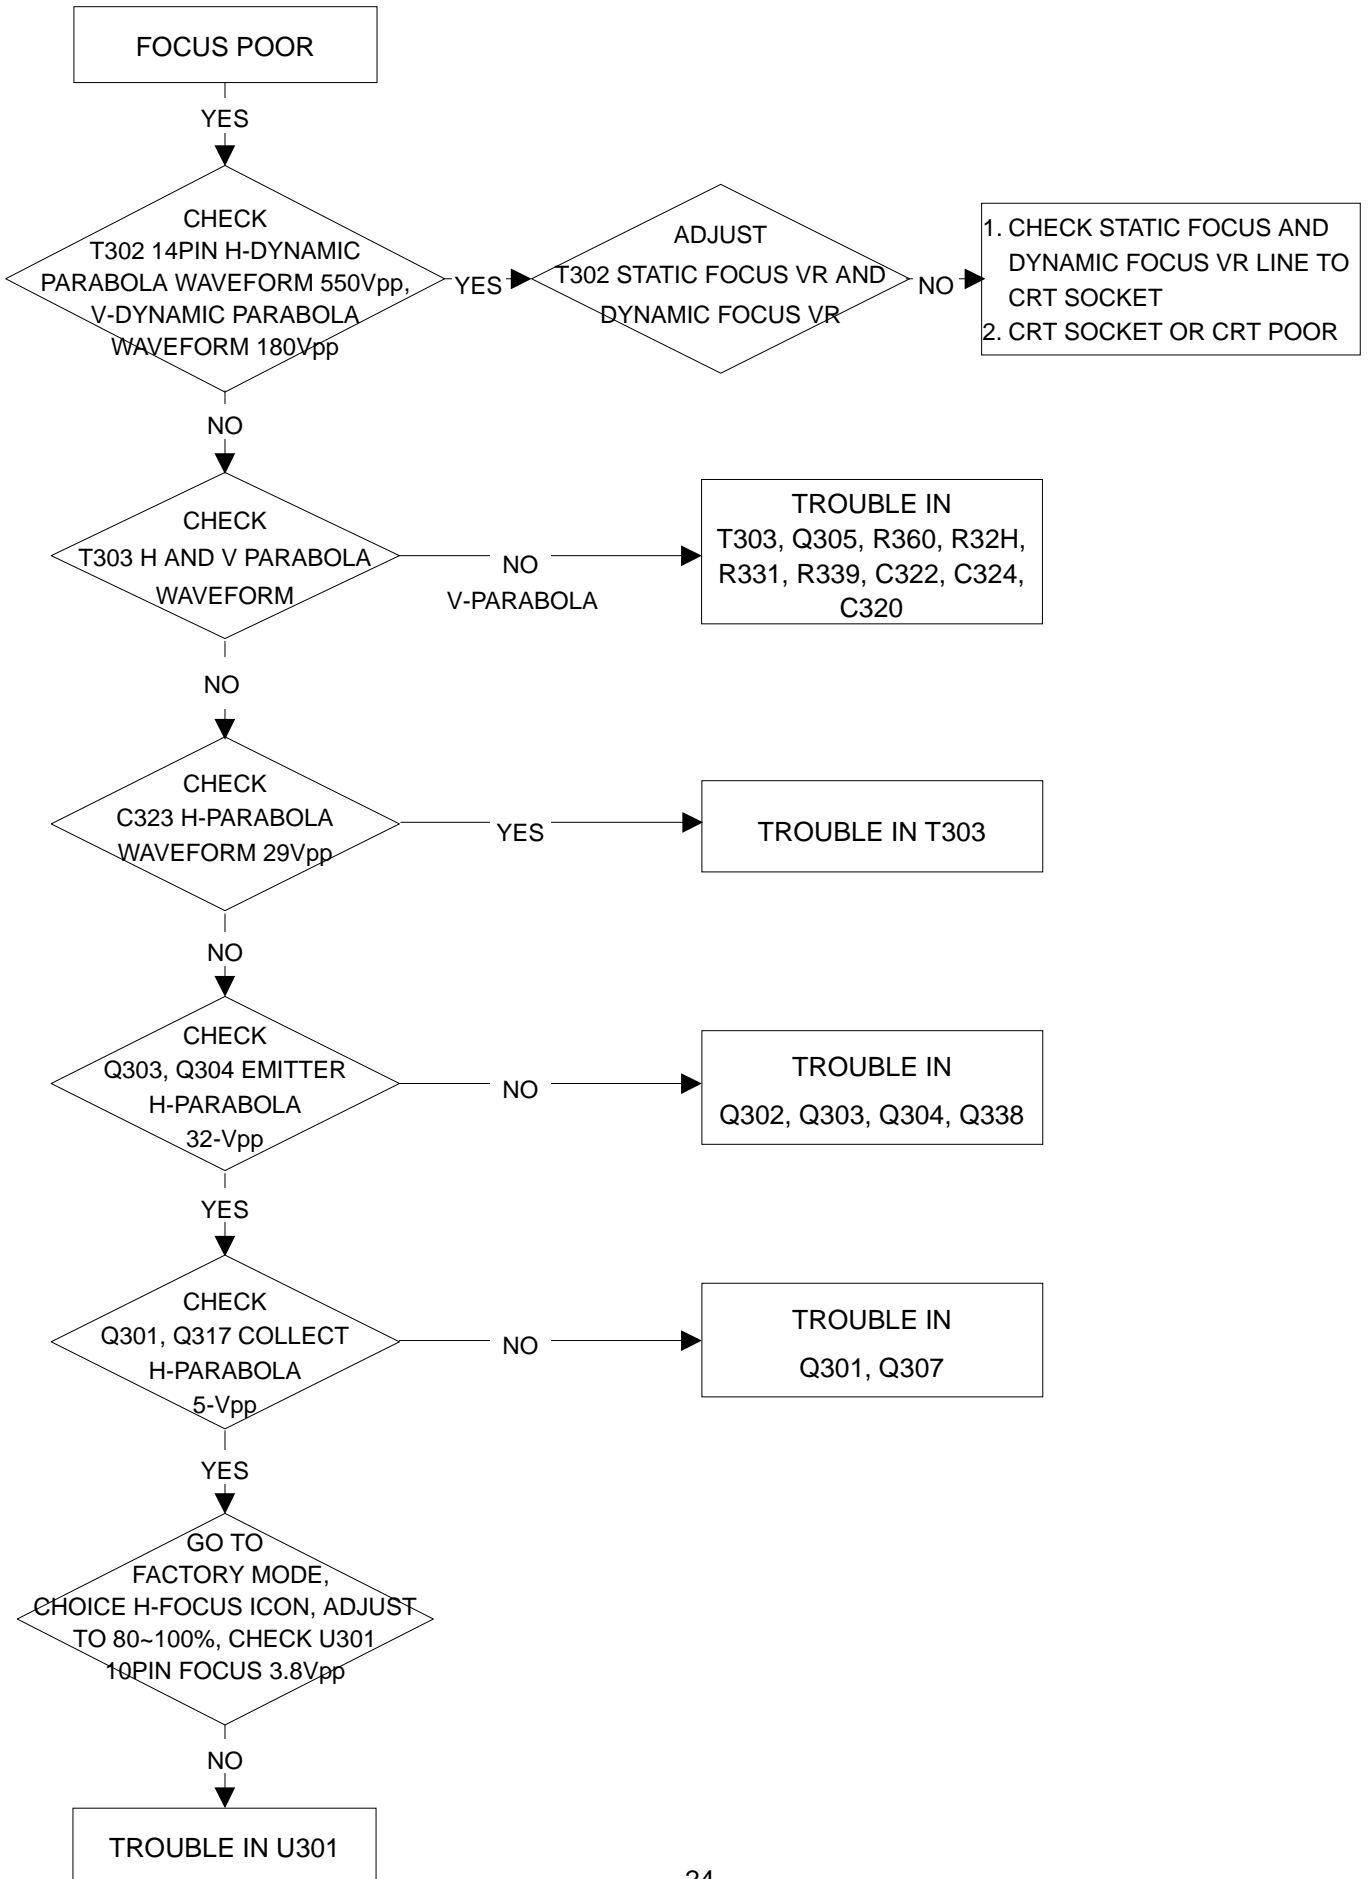 FOCUS POOR
YES
CHECK
T302 14PIN H-DYNAMIC
PARABOLA WAVEFORM 550Vpp,
V-DYNAMIC PARABOLA
WAVEFORM 180Vpp
YES
ADJUST
T302 STATIC FOCUS VR AND
DYNAMIC FOCUS VR
NO
1. CHECK STATIC FOCUS AND
DYNAMIC FOCUS VR LINE TO
CRT SOCKET
2. CRT SOCKET OR CRT POOR
NO
CHECK
T303 H AND V PARABOLA
WAVEFORM
NO
V-PARABOLA
TROUBLE IN
T303, Q305, R360, R32H,
R331, R339, C322, C324,
C320
NO
CHECK
C323 H-PARABOLA
WAVEFORM 29Vpp
YES
TROUBLE IN T303
NO
CHECK
Q303, Q304 EMITTER
H-PARABOLA
32-Vpp
NO
TROUBLE IN
Q302, Q303, Q304, Q338
YES
CHECK
Q301, Q317 COLLECT
H-PARABOLA
5-Vpp
NO
TROUBLE IN
Q301, Q307
YES
GO TO
FACTORY MODE,
CHOICE H-FOCUS ICON, ADJUST
TO 80~100%, CHECK U301
10PIN FOCUS 3.8Vpp
NO
TROUBLE IN U301
24